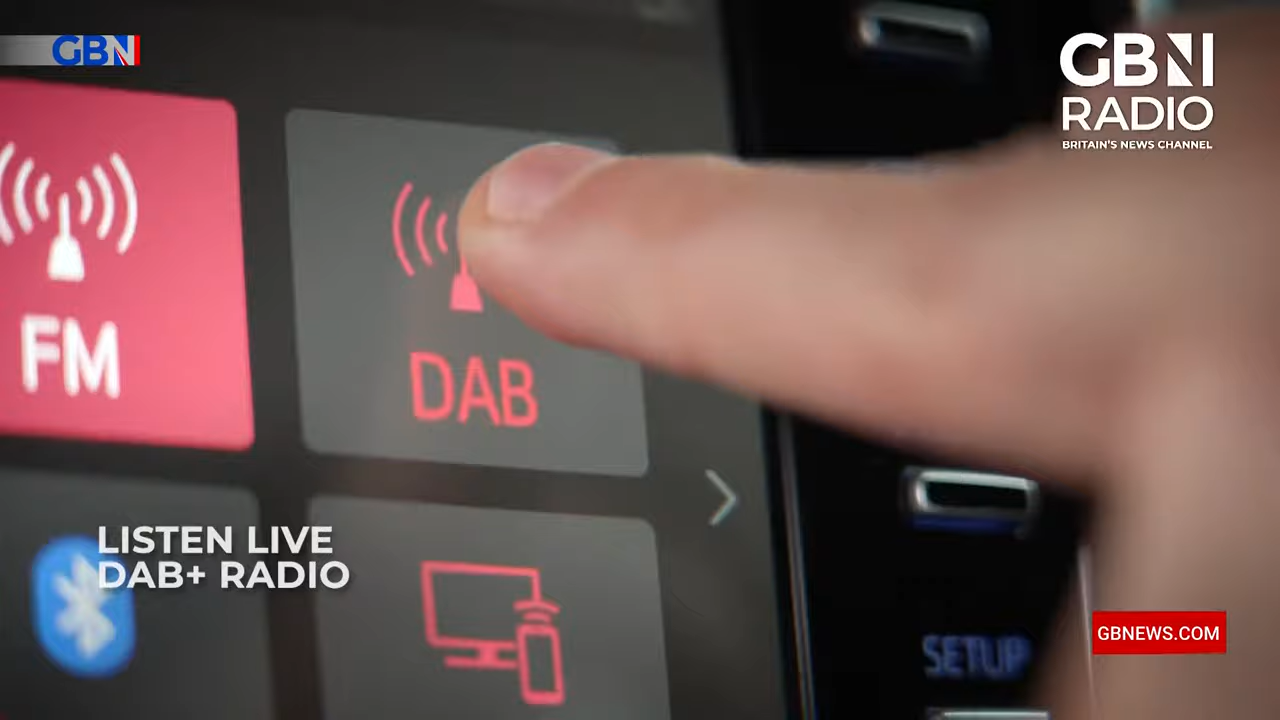 GBN
GBN
RADIO
BRITAIN'S NEWS CHANNEL
FM
DAB
LISTEN LIVE
DAB+ RADIO
GBNEWS.COM
SETUP